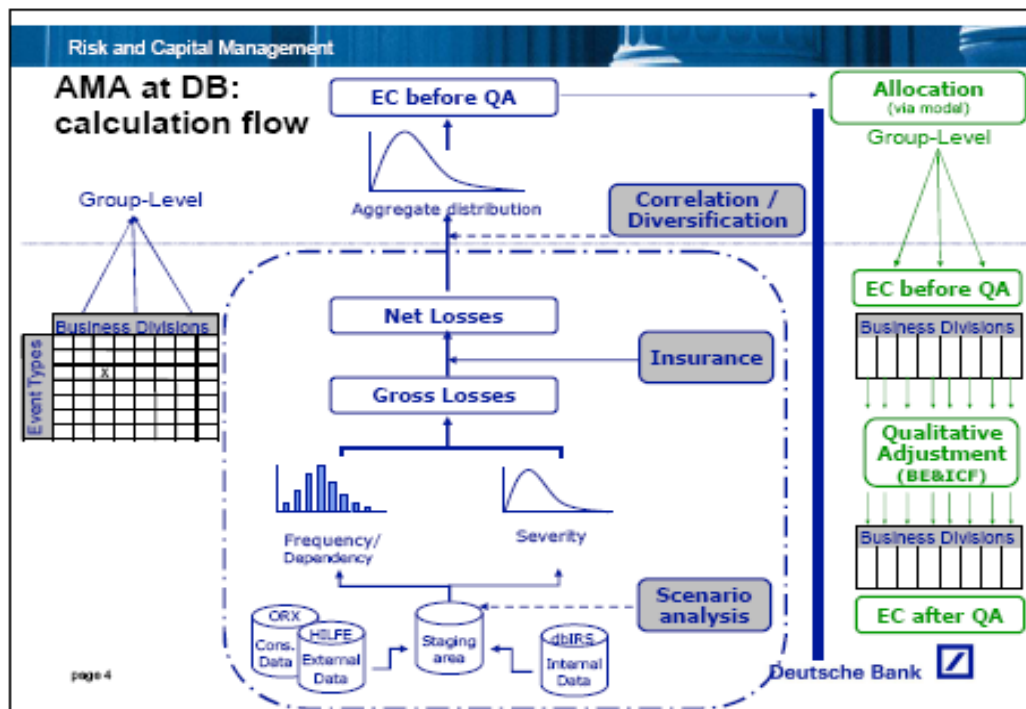 Risk and Capital Management
AMA at DB:
calculation flow
EC before QA
Allocation
(via modal)
Group-Level
Aggregate distribution
Correlation /
Diversification
Group-Level
Business Divisions
Event Types
X
Net Losses
Insurance
Gross Losses
Frequency/
Dependency
Severity
Scenario
analysis
ORX
Cons.
Data
HILFE
External
Data
Staging
area
dbIRS
Internal
Data
EC before QA
Business Divisions
Qualitative
Adjustment
(BE&ICF)
Business Divisions
EC after QA
page 4
Deutsche Bank